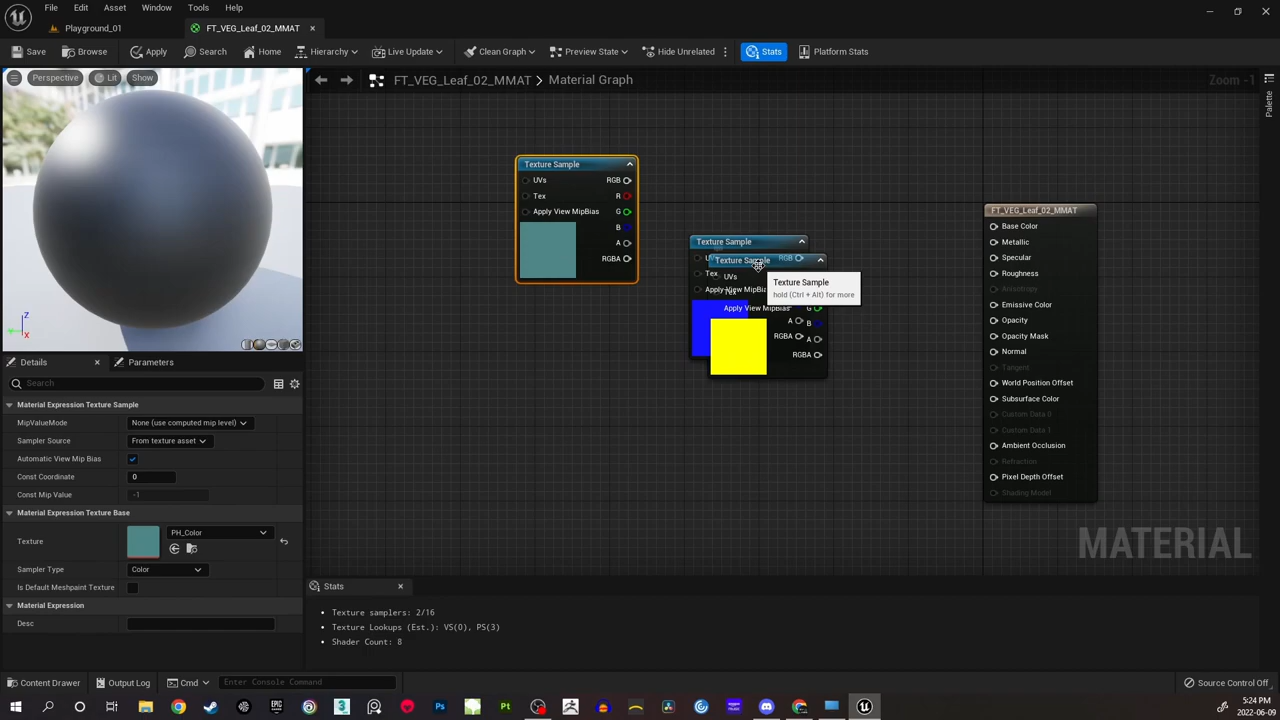 File Edit Asset Window Tools Help
Playground_01
FT_VEG_Leaf_02_MMAT
Save Browse Apply Search Home Hierarchy Live Update Clean Graph Preview State Hide Unrelated Stats Platform Stats
Perspective Lit Show
FT_VEG_Leaf_02_MMAT > Material Graph
Zoom -1
Palette
Z
Y
X
Texture Sample
UVs RGB
Tex R
Apply View MipBias G
B
A
RGBA
Texture Sample
RGB
Tex
A
RGBA
Texture Sample
UVs
Apply View MipBias G
B
A
RGBA
Texture Sample
hold (Ctrl + Alt) for more
FT_VEG_Leaf_02_MMAT
Base Color
Metallic
Specular
Roughness
Anisotropy
Emissive Color
Opacity
Opacity Mask
Normal
Tangent
World Position Offset
Subsurface Color
Custom Data 0
Custom Data 1
Ambient Occlusion
Refraction
Pixel Depth Offset
Shading Model
MATERIAL
Details Parameters
Search
Material Expression Texture Sample
MipValueMode None (use computed mip level)
Sampler Source From texture asset
Automatic View Mip Bias
Const Coordinate 0
Const Mip Value -1
Material Expression Texture Base
Texture PH_Color
Sampler Type Color
Is Default Meshpaint Texture
Material Expression
Desc
Stats
Texture samplers: 2/16
Texture Lookups (Est.): VS(0), PS(3)
Shader Count: 8
Content Drawer Output Log Cmd Enter Console Command Source Control Off
5:24 PM
2022-06-09